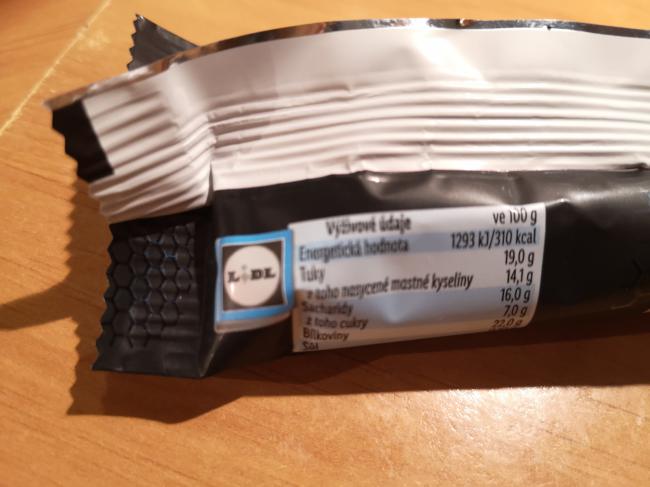 LIDL
Výživové údaje ve 100 g
Energetická hodnota 1293 kJ/310 kcal
Tuky 19,0 g
z toho nasycené mastné kyseliny 14,1 g
Sacharidy 16,0 g
z toho cukry 7,0 g
Bílkoviny 22,0 g
Sůl